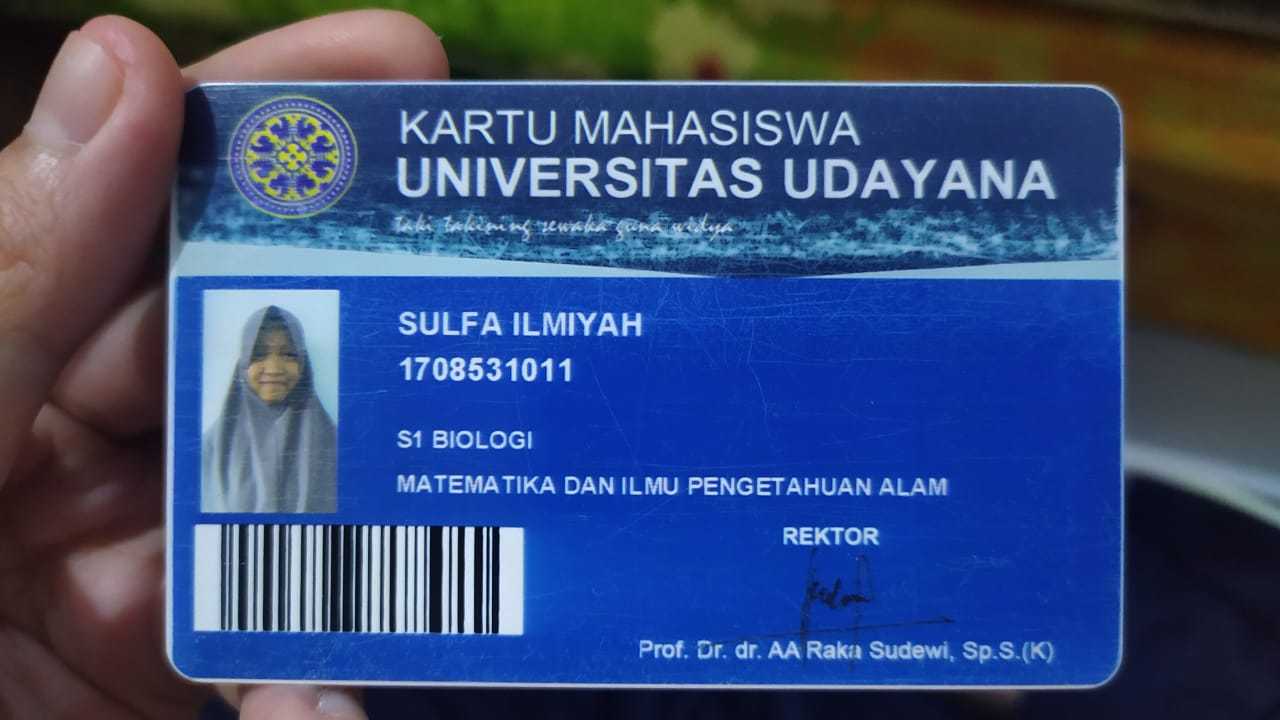 KARTU MAHASISWA
UNIVERSITAS UDAYANA
taki takining sewaka guna widya
SULFA ILMIYAH
1708531011
S1 BIOLOGI
MATEMATIKA DAN ILMU PENGETAHUAN ALAM
REKTOR
Prof. Dr. dr. AA Raka Sudewi, Sp.S.(K)